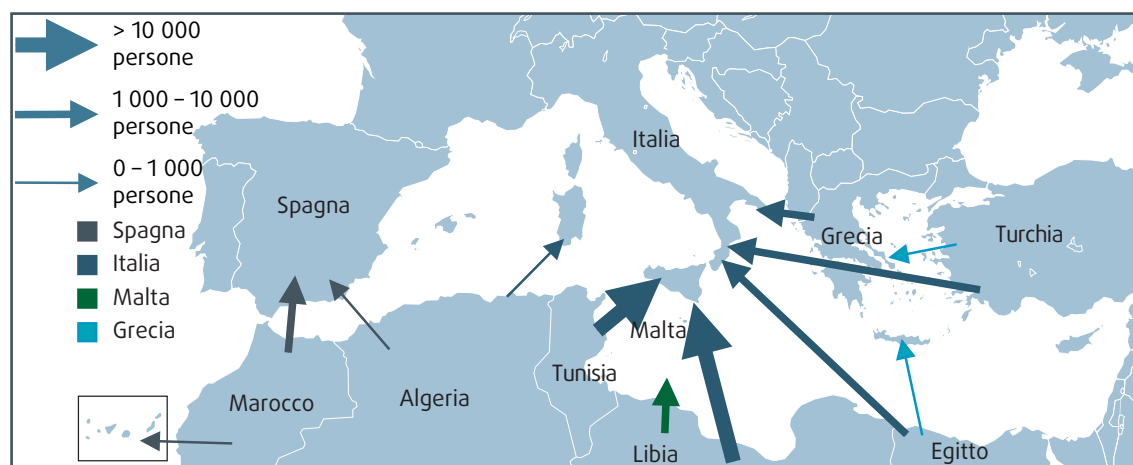 > 10 000
persone
1 000 – 10 000
persone
0 – 1 000
persone
Spagna
Italia
Malta
Grecia
Italia
Spagna
Grecia
Turchia
Malta
Tunisia
Algeria
Marocco
Libia
Egitto